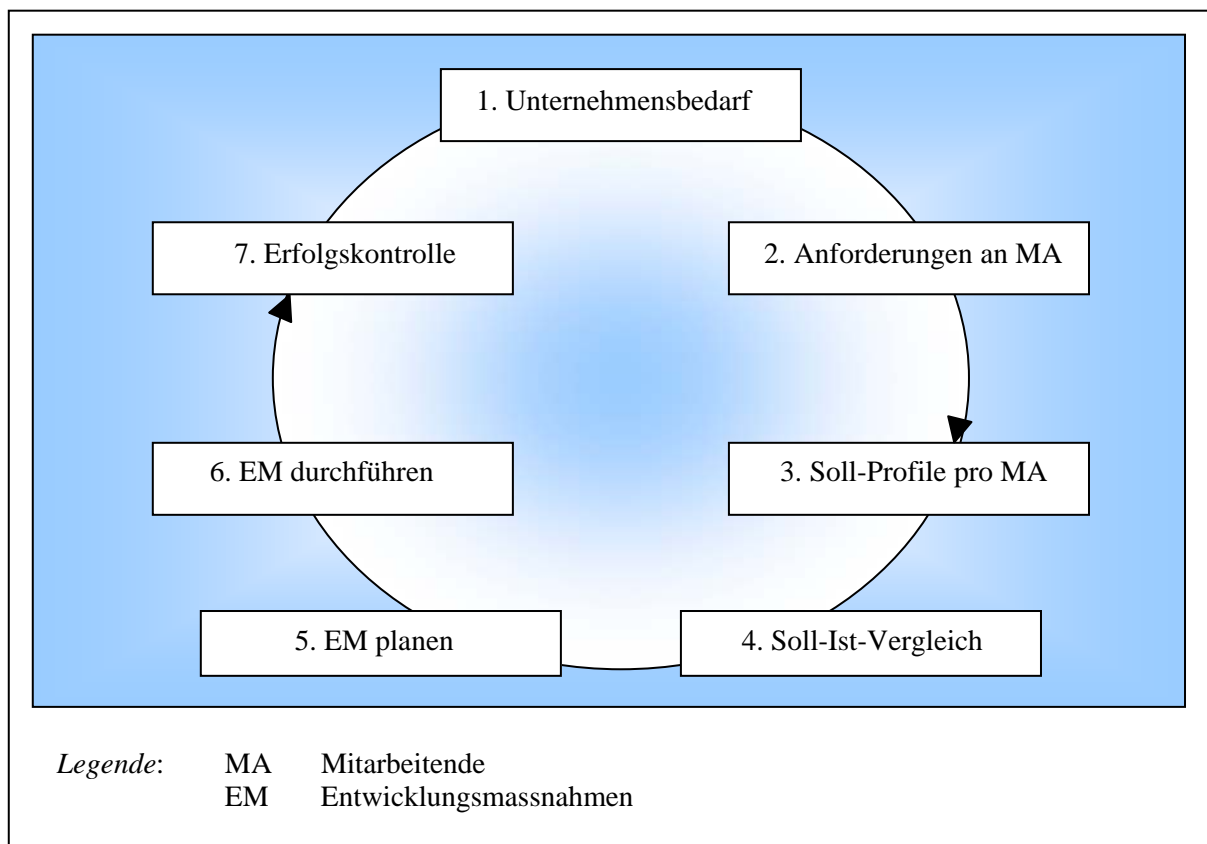 1. Unternehmensbedarf
2. Anforderungen an MA
3. Soll-Profile pro MA
4. Soll-Ist-Vergleich
5. EM planen
6. EM durchführen
7. Erfolgskontrolle
Legende: MA Mitarbeitende
EM Entwicklungsmassnahmen